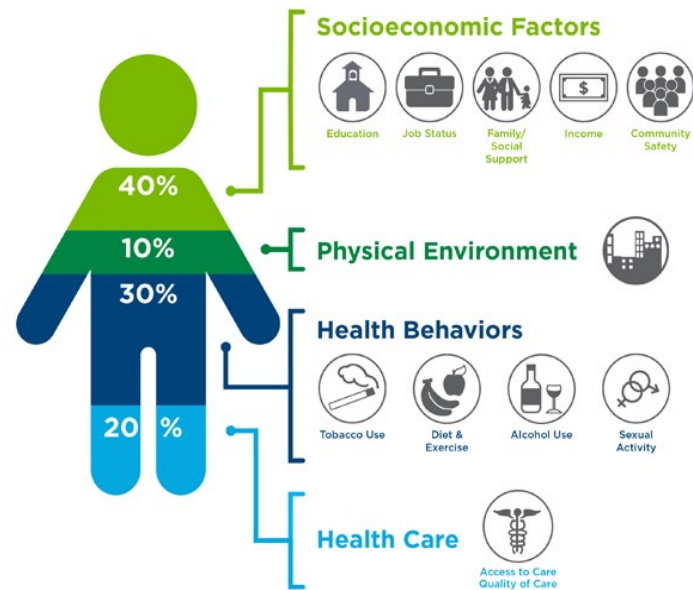 Socioeconomic Factors
$
Education
Job Status
Family/
Social
Support
Income
Community
Safety
40%
10%
Physical Environment
30%
Health Behaviors
Tobacco Use
Diet &
Exercise
Alcohol Use
Sexual
Activity
20 %
Health Care
Access to Care
Quality of Care